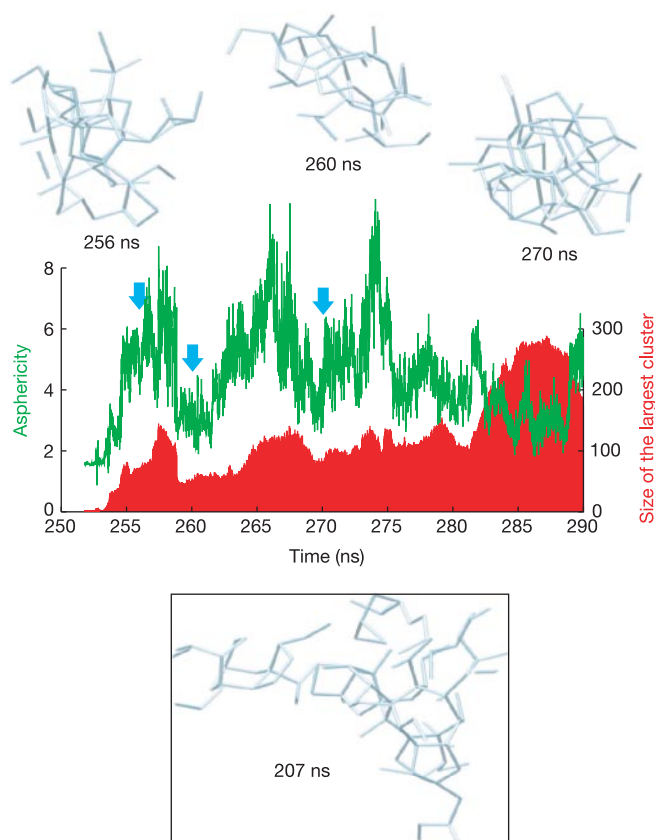 260 ns
256 ns
270 ns
8
6
4
2
0
Asphericity
300
200
100
0
Size of the largest cluster
250 255 260 265 270 275 280 285 290
Time (ns)
207 ns